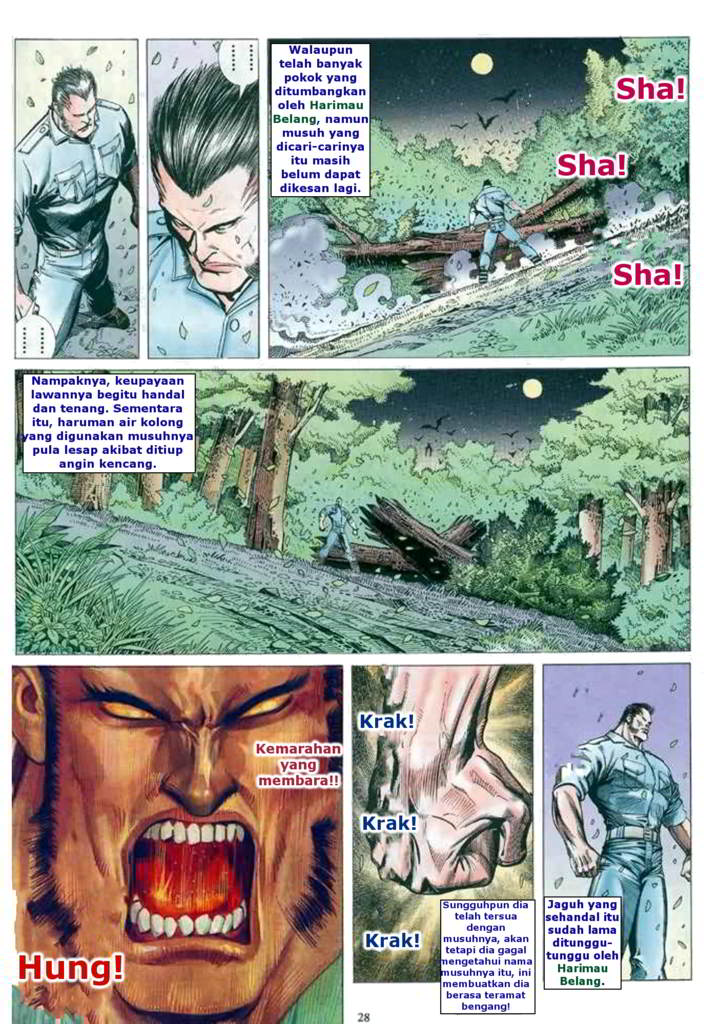 Walaupun
telah banyak
pokok yang
ditumbangkan
oleh Harimau
Belang, namun
musuh yang
dicari-carinya
itu masih
belum dapat
dikesan lagi.
Sha!
Sha!
Sha!
Nampaknya, keupayaan
lawannya begitu handal
dan tenang. Sementara
itu, haruman air kolong
yang digunakan musuhnya
pula lesap akibat ditiup
angin kencang.
Kemarahan
yang
membara!!
Hung!
Krak!
Krak!
Krak!
Sungguhpun dia
telah tersua
dengan
musuhnya, akan
tetapi dia gagal
mengetahui nama
musuhnya itu, ini
membuatkan dia
berasa teramat
bengang!
Jaguh yang
sehandal itu
sudah lama
ditunggu-
tunggu oleh
Harimau
Belang.
28